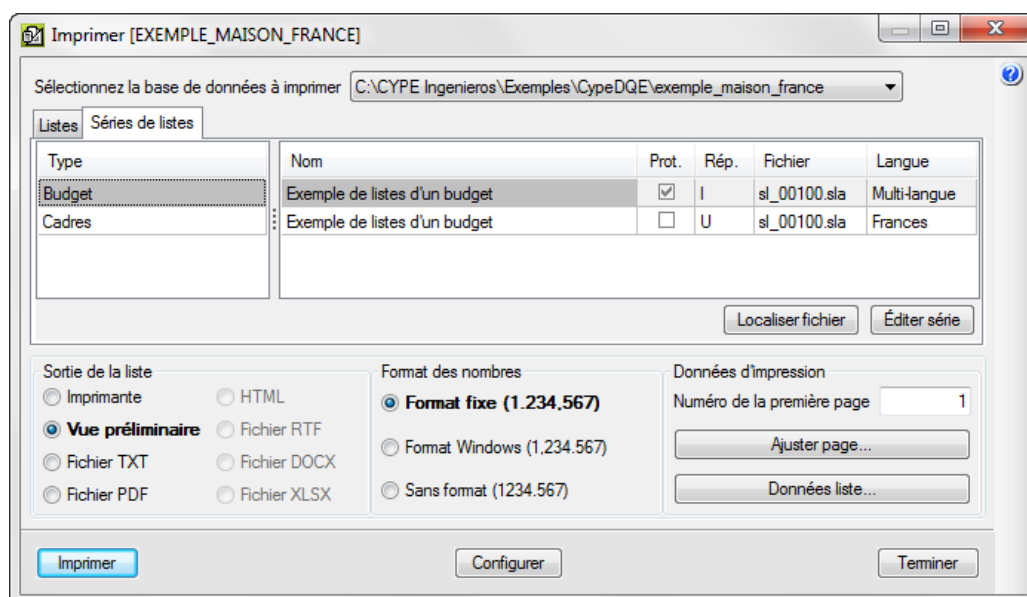 Imprimer [EXEMPLE_MAISON_FRANCE]
Sélectionnez la base de données à imprimer C:\CYPE Ingenieros\Exemples\CypeDQE\exemple_maison_france
Listes Séries de listes
Type Nom Prot. Rép. Fichier Langue
Budget Exemple de listes d'un budget I sl_00100.sla Multi-langue
Cadres Exemple de listes d'un budget U sl_00100.sla Frances
Localiser fichier Éditer série
Sortie de la liste Format des nombres Données d'impression
Imprimante HTML Format fixe (1.234,567) Numéro de la première page 1
Vue préliminaire Fichier RTF Format Windows (1,234.567) Ajuster page...
Fichier TXT Fichier DOCX
Fichier PDF Fichier XLSX Sans format (1234.567) Données liste...
Imprimer Configurer Terminer